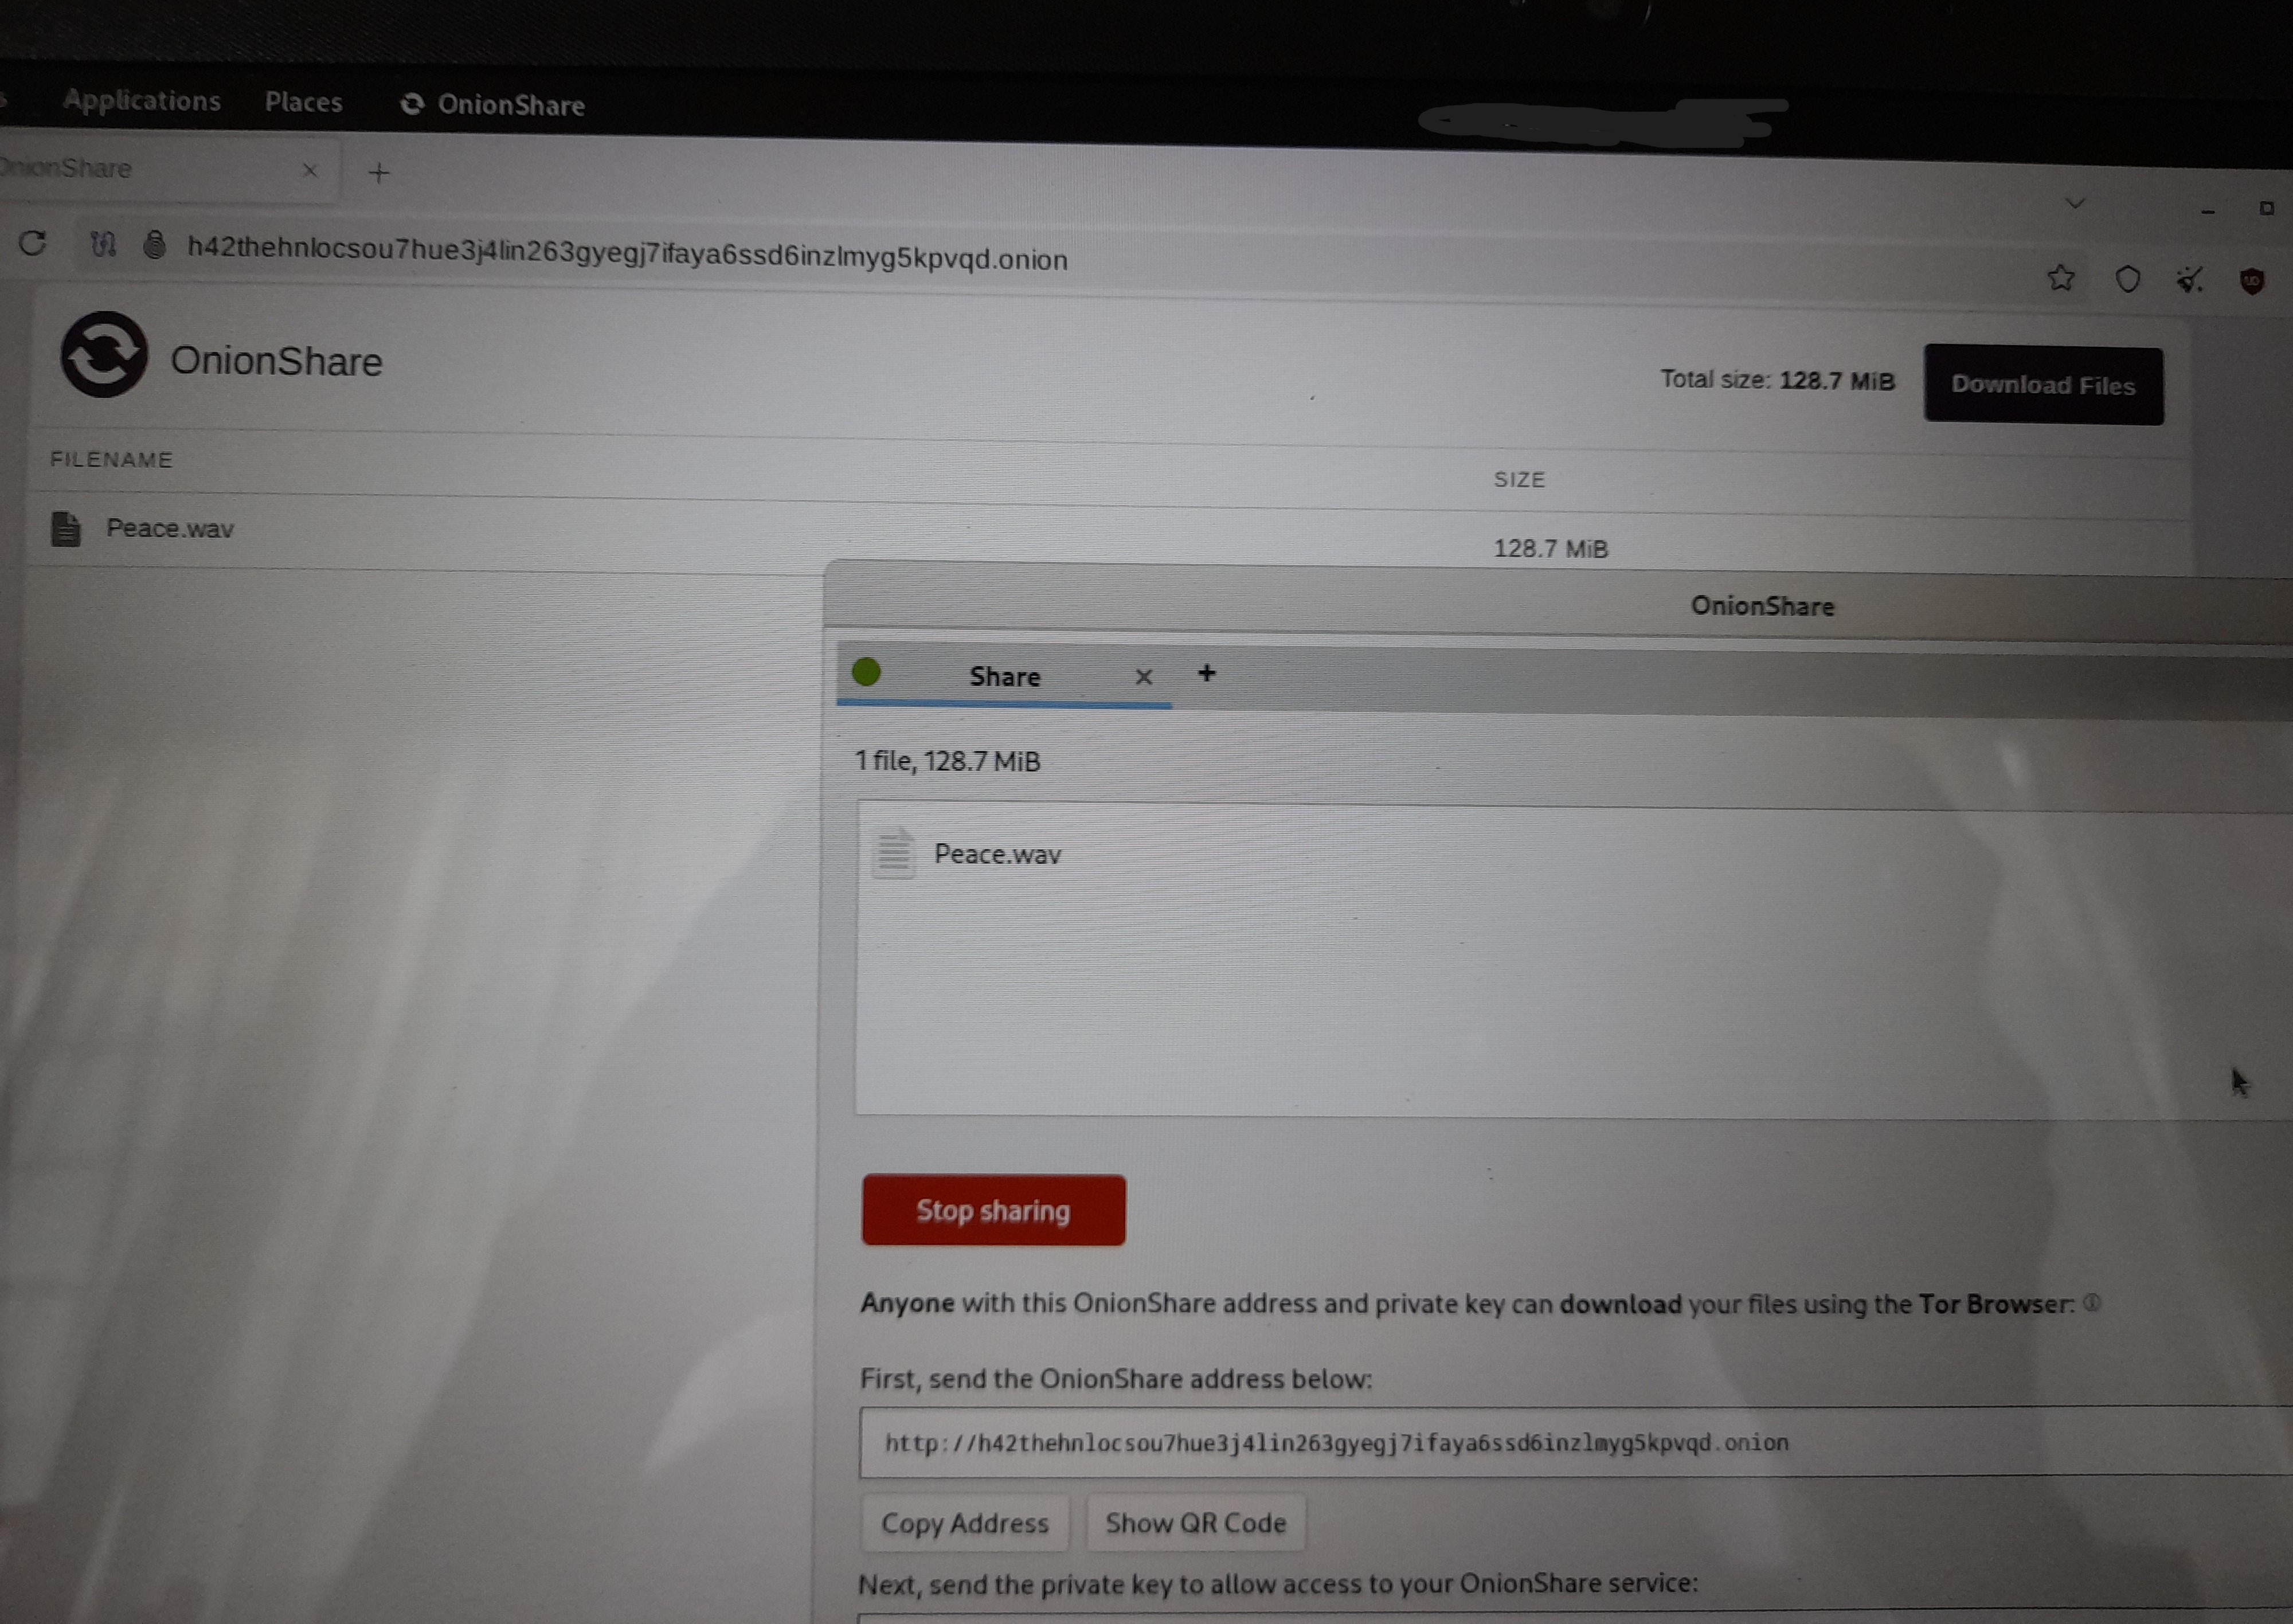 Applications Places OnionShare
OnionShare
h42thehnlocsou7hue3j4lin263gyegj7ifaya6ssd6inzlmyg5kpvqd.onion
OnionShare
Total size: 128.7 MiB Download Files
FILENAME SIZE
Peace.wav 128.7 MiB
OnionShare
Share
1 file, 128.7 MiB
Peace.wav
Stop sharing
Anyone with this OnionShare address and private key can download your files using the Tor Browser:
First, send the OnionShare address below:
http://h42thehnlocsou7hue3j4lin263gyegj7ifaya6ssd6inzlmyg5kpvqd.onion
Copy Address Show QR Code
Next, send the private key to allow access to your OnionShare service: